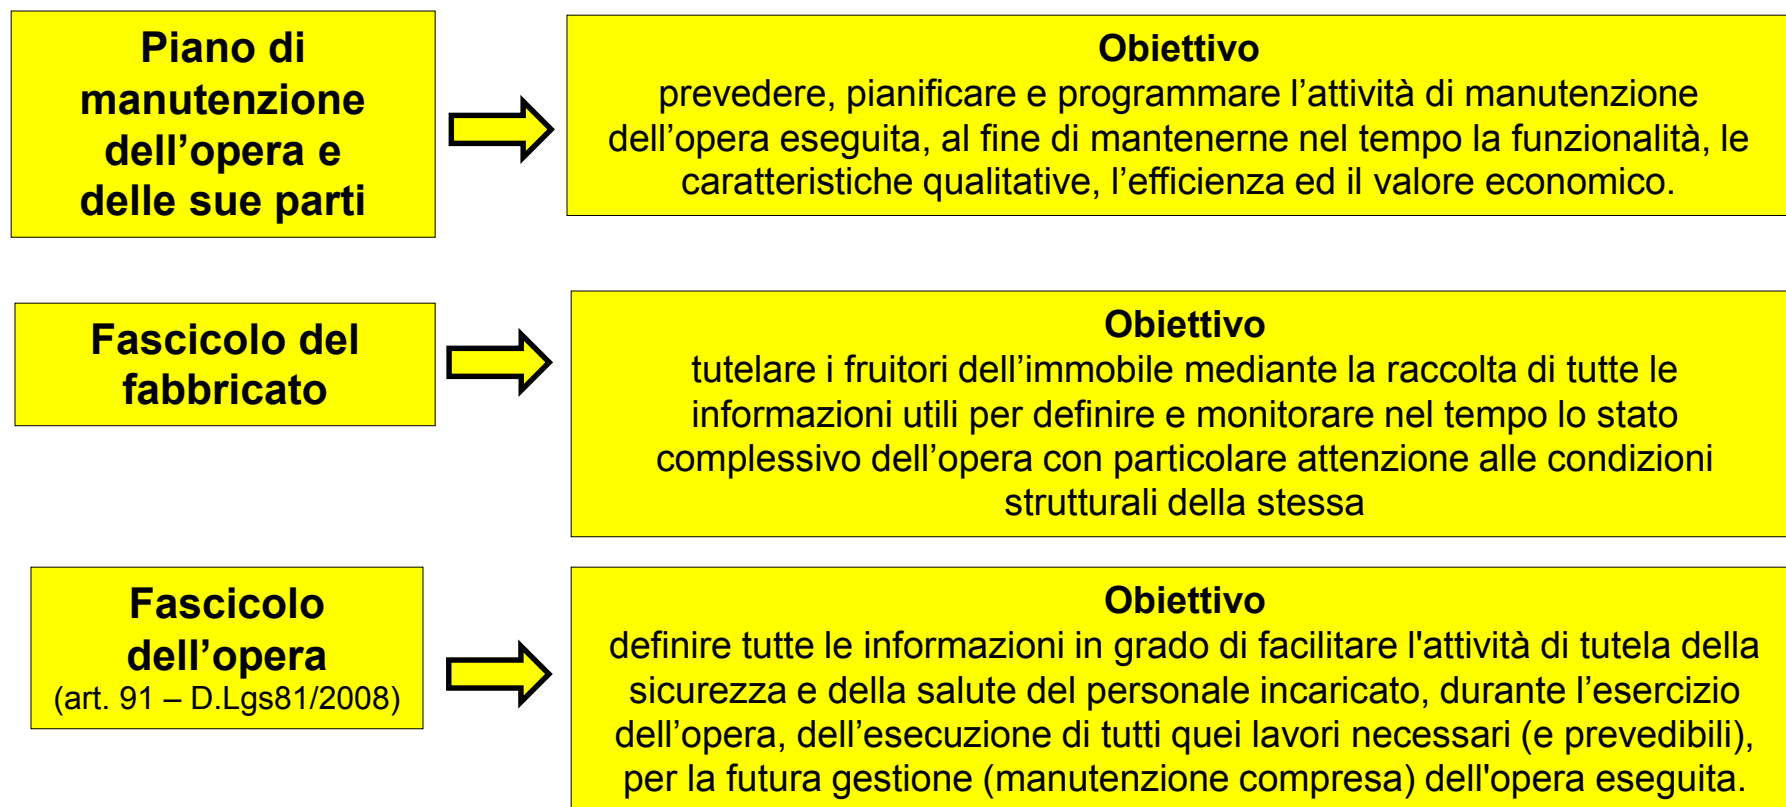 Piano di
manutenzione
dell’opera e
delle sue parti
Obiettivo
prevedere, pianificare e programmare l’attività di manutenzione
dell’opera eseguita, al fine di mantenerne nel tempo la funzionalità, le
caratteristiche qualitative, l’efficienza ed il valore economico.
Fascicolo del
fabbricato
Obiettivo
tutelare i fruitori dell’immobile mediante la raccolta di tutte le
informazioni utili per definire e monitorare nel tempo lo stato
complessivo dell’opera con particolare attenzione alle condizioni
strutturali della stessa
Fascicolo
dell’opera
(art. 91 – D.Lgs81/2008)
Obiettivo
definire tutte le informazioni in grado di facilitare l'attività di tutela della
sicurezza e della salute del personale incaricato, durante l’esercizio
dell’opera, dell’esecuzione di tutti quei lavori necessari (e prevedibili),
per la futura gestione (manutenzione compresa) dell'opera eseguita.